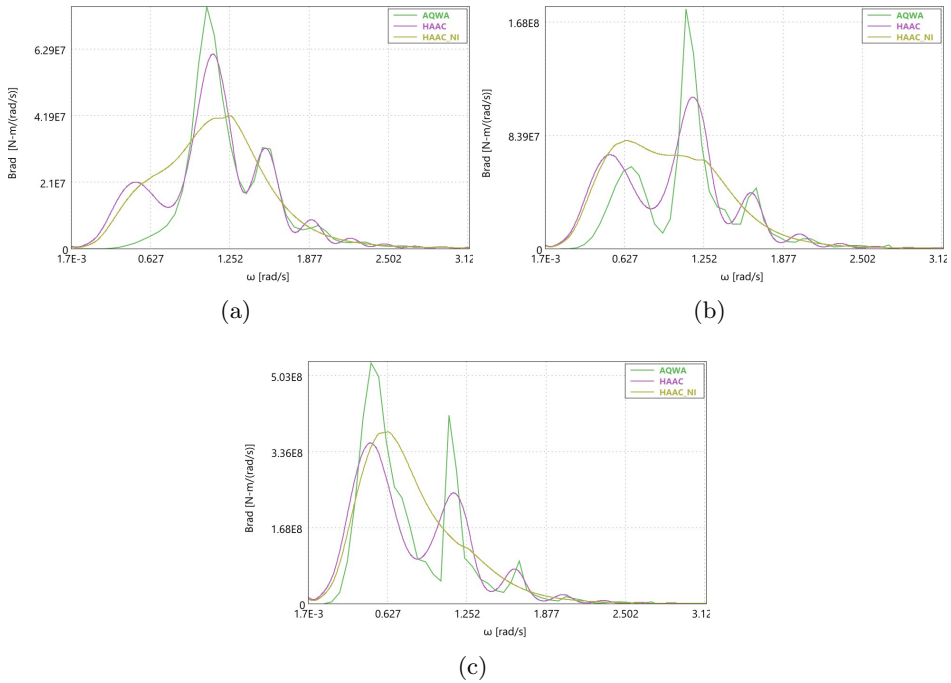 AQWA
HAAC
HAAC_NI
6.29E7
4.19E7
2.1E7
0
Brad [N-m/(rad/s)]
1.7E-3 0.627 1.252 1.877 2.502 3.12
ω [rad/s]
(a)
AQWA
HAAC
HAAC_NI
1.68E8
8.39E7
0
Brad [N-m/(rad/s)]
1.7E-3 0.627 1.252 1.877 2.502 3.12
ω [rad/s]
(b)
AQWA
HAAC
HAAC_NI
5.03E8
3.36E8
1.68E8
0
Brad [N-m/(rad/s)]
1.7E-3 0.627 1.252 1.877 2.502 3.12
ω [rad/s]
(c)